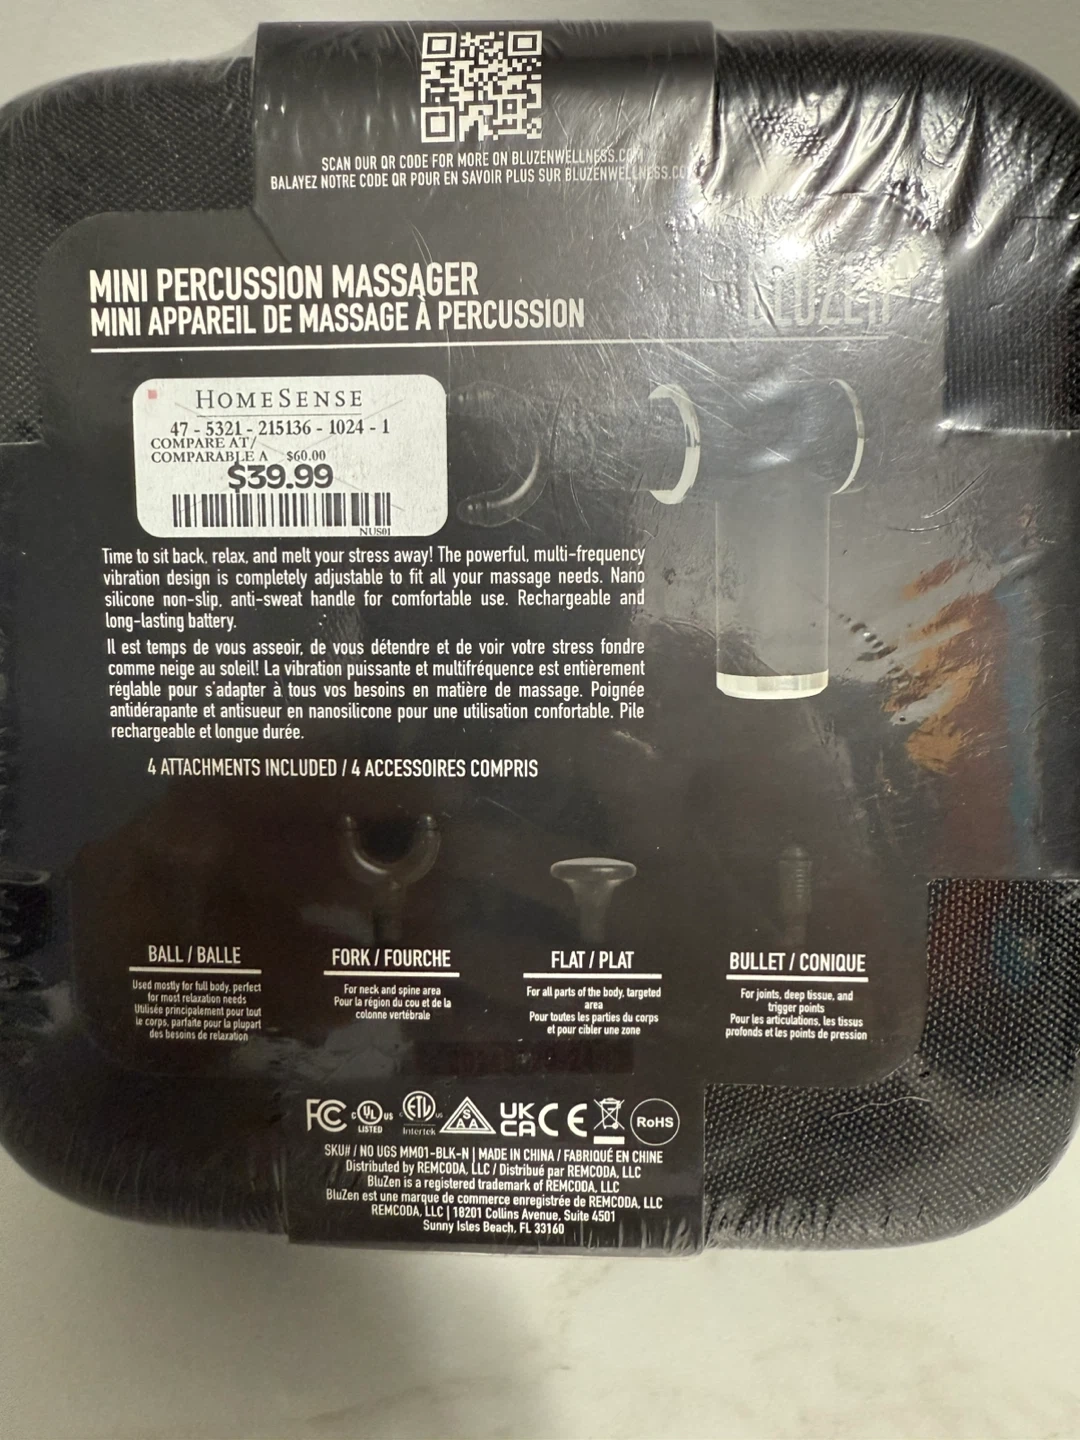 SCAN OUR QR CODE FOR MORE ON BLUZENWELLNESS.COM
BALAYEZ NOTRE CODE QR POUR EN SAVOIR PLUS SUR BLUZENWELLNESS.CO
BLUZEN
MINI PERCUSSION MASSAGER
MINI APPAREIL DE MASSAGE À PERCUSSION
HOMESENSE
47 - 5321 - 215136 - 1024 - 1
COMPARE AT/
COMPARABLE A $60.00
$39.99
NUS01
Time to sit back, relax, and melt your stress away! The powerful, multi-frequency
vibration design is completely adjustable to fit all your massage needs. Nano
silicone non-slip, anti-sweat handle for comfortable use. Rechargeable and
long-lasting battery.
Il est temps de vous asseoir, de vous détendre et de voir votre stress fondre
comme neige au soleil! La vibration puissante et multifréquence est entièrement
réglable pour s'adapter à tous vos besoins en matière de massage. Poignée
antidérapante et antisueur en nanosilicone pour une utilisation confortable. Pile
rechargeable et longue durée.
4 ATTACHMENTS INCLUDED / 4 ACCESSOIRES COMPRIS
BALL / BALLE
Used mostly for full body, perfect
for most relaxation needs
Utilisée principalement pour tout
le corps, parfaite pour la plupart
des besoins de relaxation
FORK / FOURCHE
For neck and spine area
Pour la région du cou et de la
colonne vertébrale
FLAT / PLAT
For all parts of the body, targeted
area
Pour toutes les parties du corps
et pour cibler une zone
BULLET / CONIQUE
For joints, deep tissue, and
trigger points
Pour les articulations, les tissus
profonds et les points de pression
FC c UL us LISTED c ETL us Intertek SAA UK CA CE RoHS
SKU# / NO UGS MM01-BLK-N | MADE IN CHINA / FABRIQUÉ EN CHINE
Distributed by REMCODA, LLC / Distribué par REMCODA, LLC
BluZen is a registered trademark of REMCODA, LLC
BluZen est une marque de commerce enregistrée de REMCODA, LLC
REMCODA, LLC | 18201 Collins Avenue, Suite 4501
Sunny Isles Beach, FL 33160